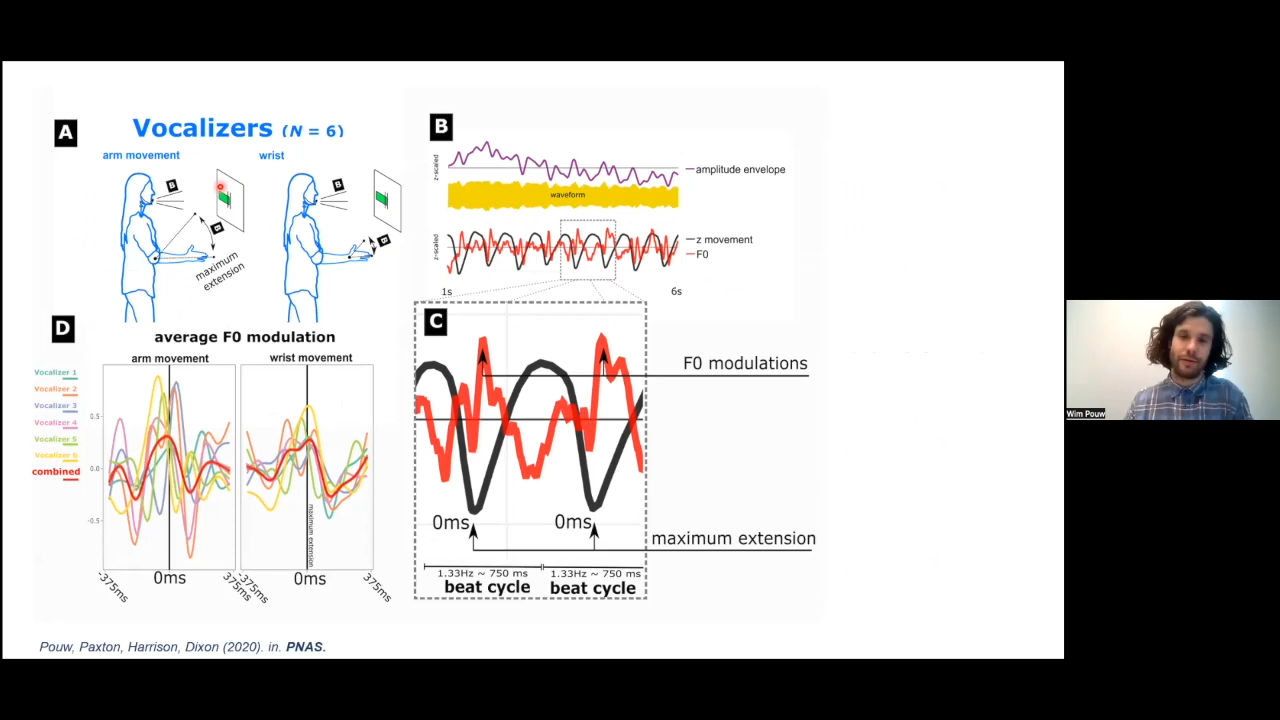 A
Vocalizers (N = 6)
arm movement
wrist
B
B
B
B
maximum
extension
B
z-scaled
amplitude envelope
waveform
z-scaled
z movement
F0
1s
6s
C
F0 modulations
0ms
0ms
maximum extension
1.33Hz ~ 750 ms
1.33Hz ~ 750 ms
beat cycle
beat cycle
D
average F0 modulation
arm movement
wrist movement
Vocalizer 1
Vocalizer 2
Vocalizer 3
Vocalizer 4
Vocalizer 5
Vocalizer 6
combined
0.5
0.0
-0.5
maximum extension
-375ms
0ms
375ms
-375ms
0ms
375ms
Pouw, Paxton, Harrison, Dixon (2020). in. PNAS.
Wim Pouw